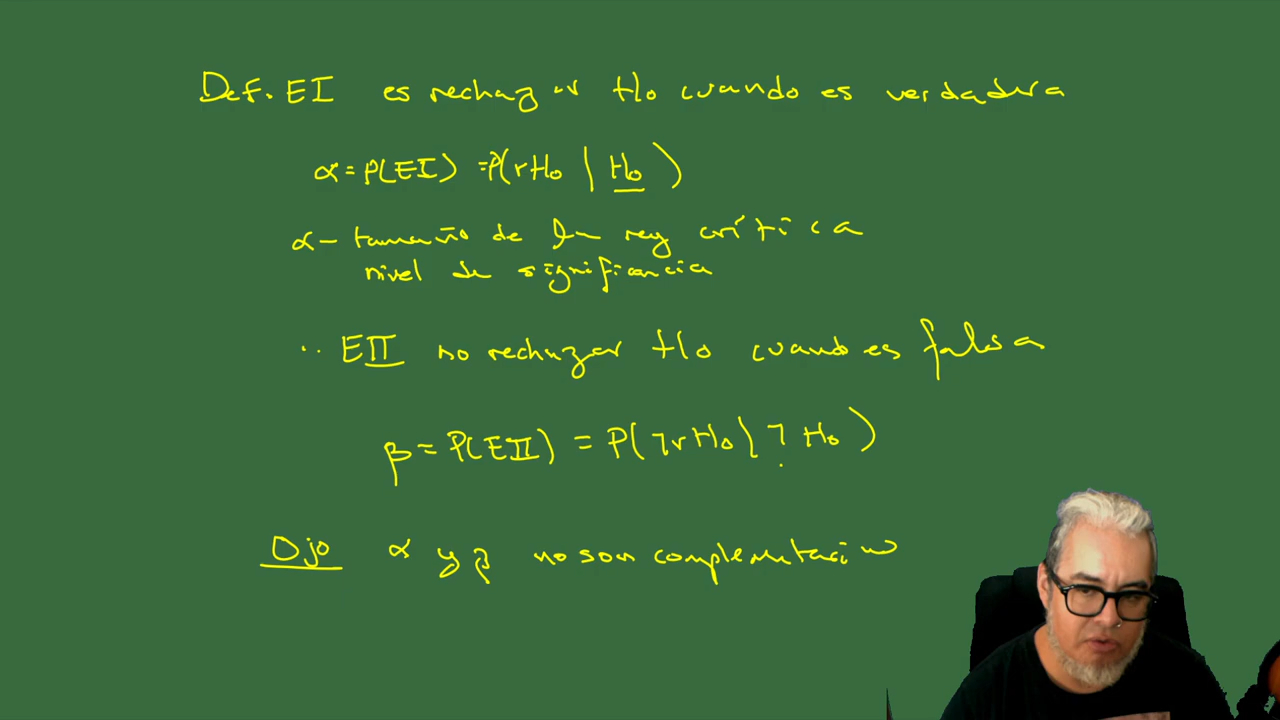 Def. EI es rechazar Ho cuando es verdadera
α = P(EI) = P(rHo | Ho)
α - tamaño de la reg crítica
nivel de significancia
.. EII no rechazar Ho cuando es falsa
β = P(EII) = P(¬rHo | ¬Ho)
Ojo α y β no son complementario